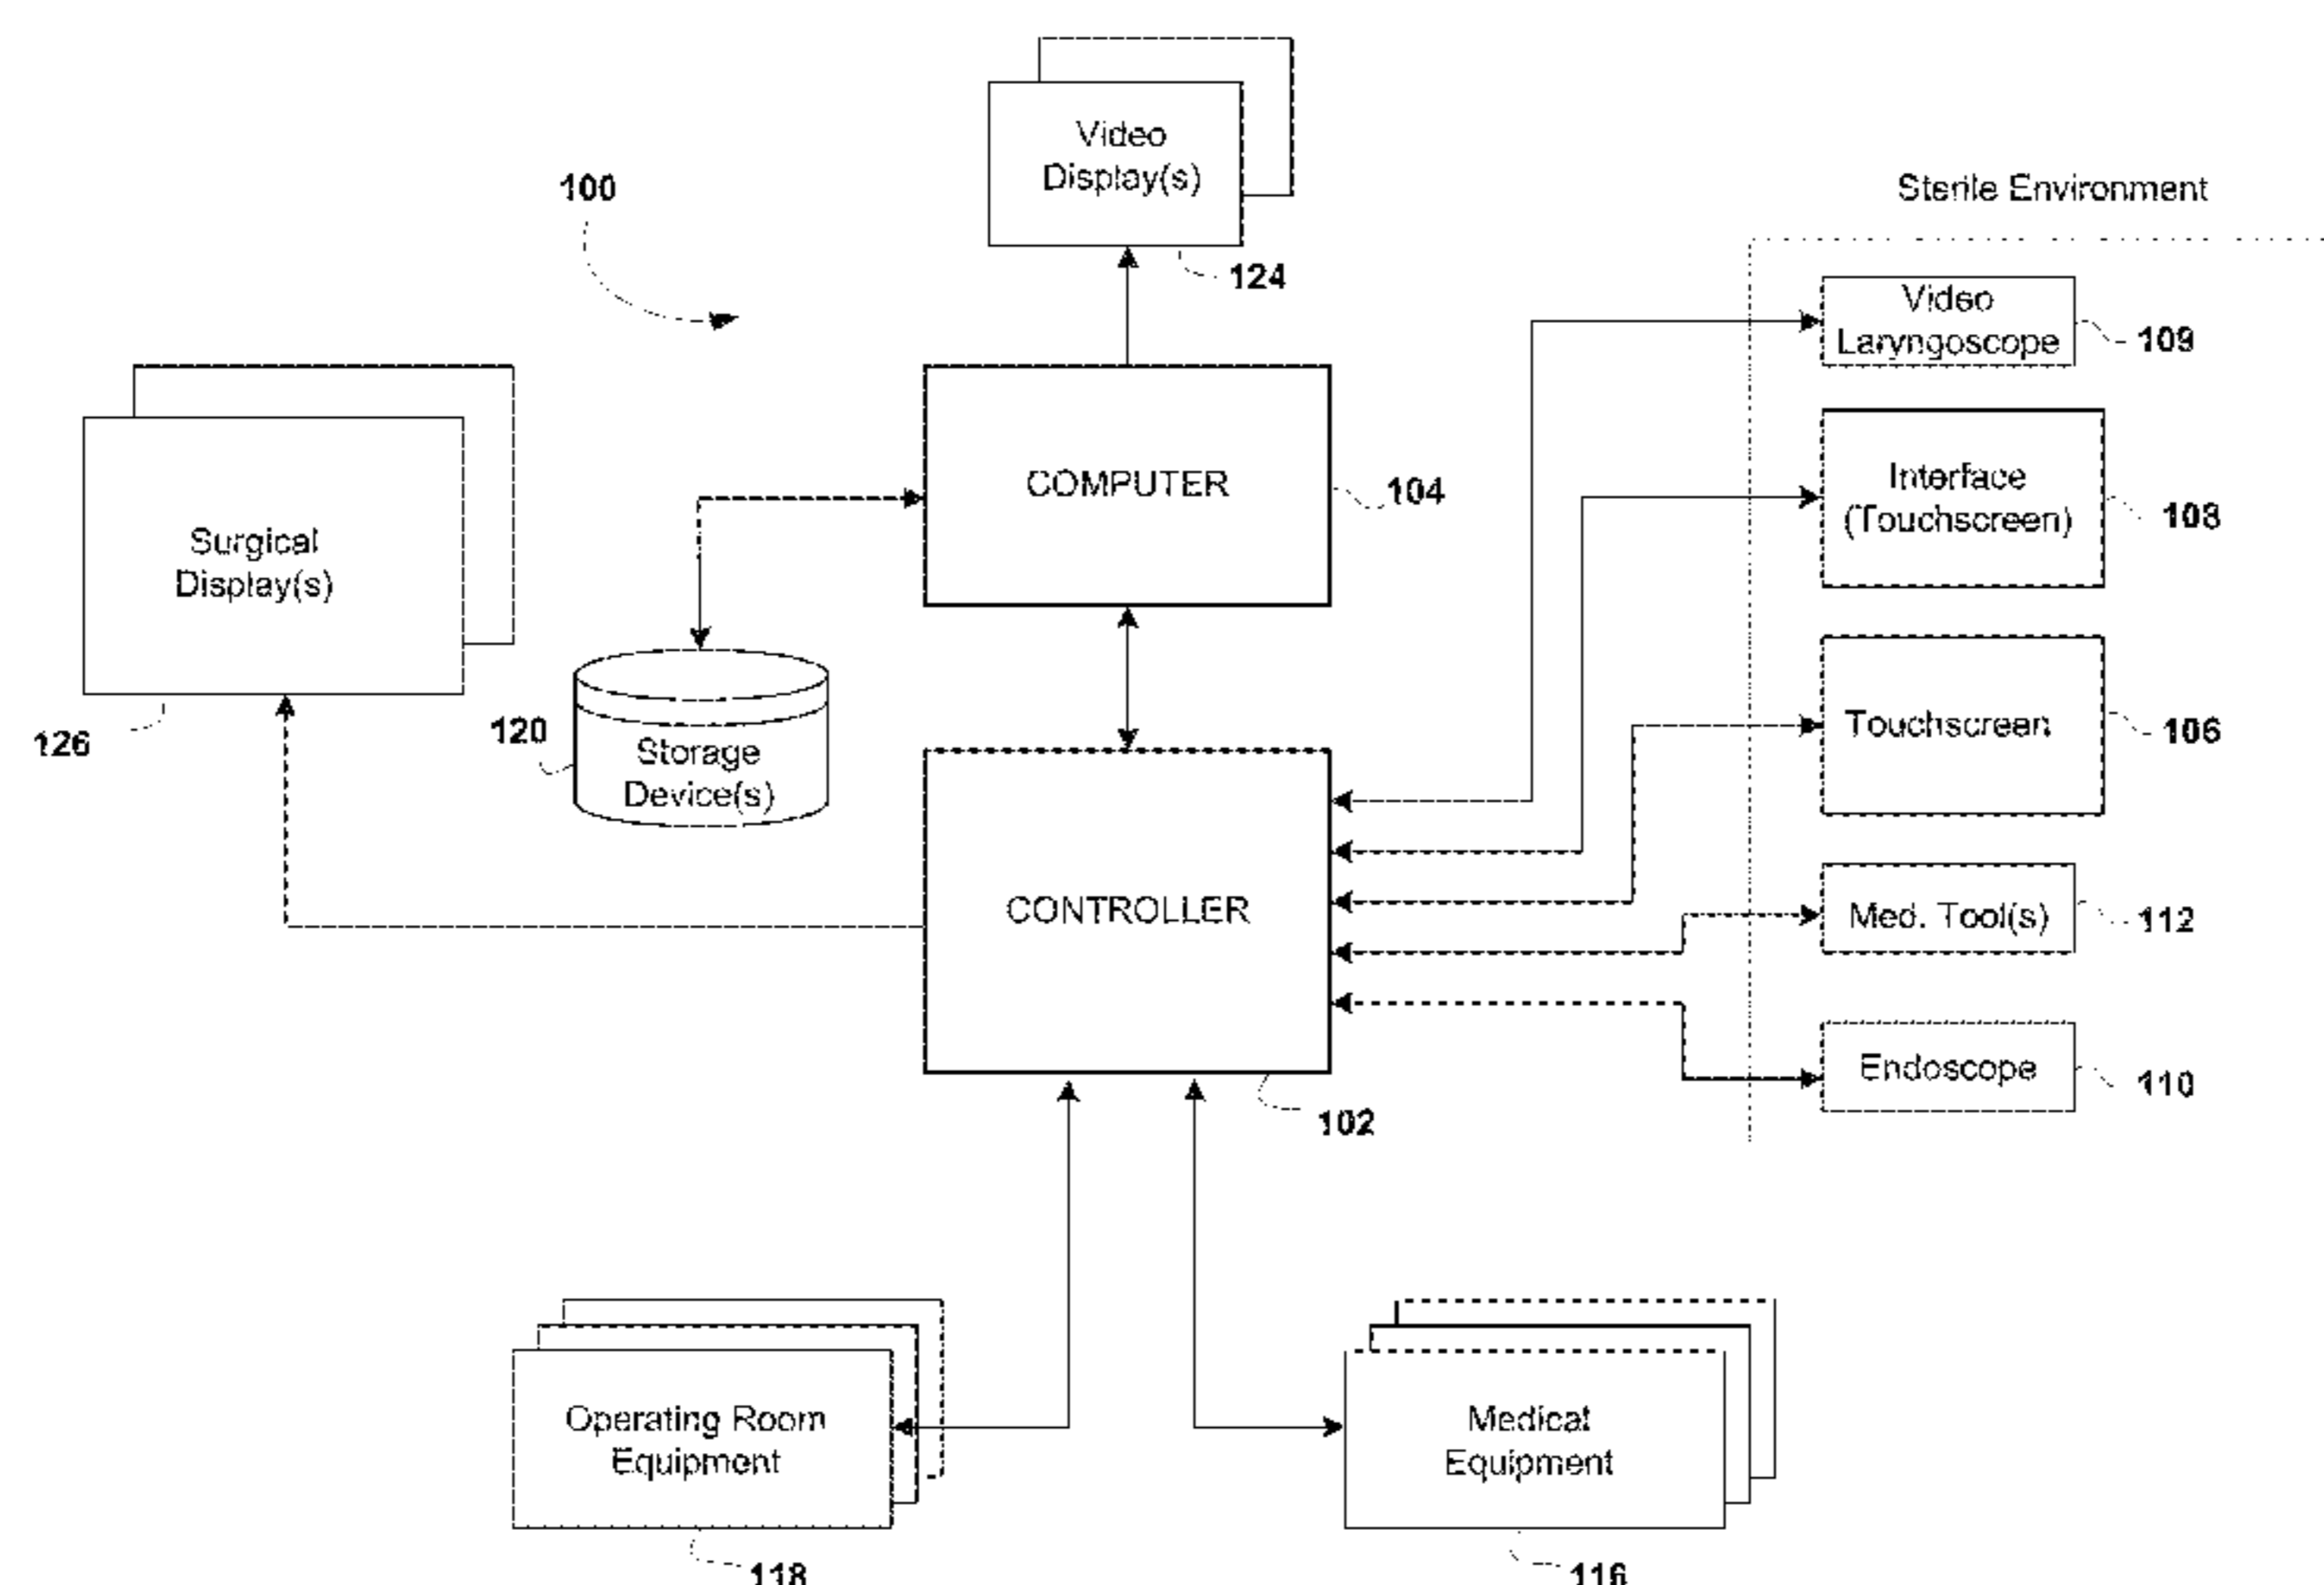 Video
Display(s)
100
124
Sterile Environment
Video
Laryngoscope
109
COMPUTER
104
Interface
(Touchscreen)
108
Surgical
Display(s)
126
120
Storage
Device(s)
Touchscreen
106
CONTROLLER
102
Med. Tool(s)
112
Endoscope
110
Operating Room
Equipment
118
Medical
Equipment
116